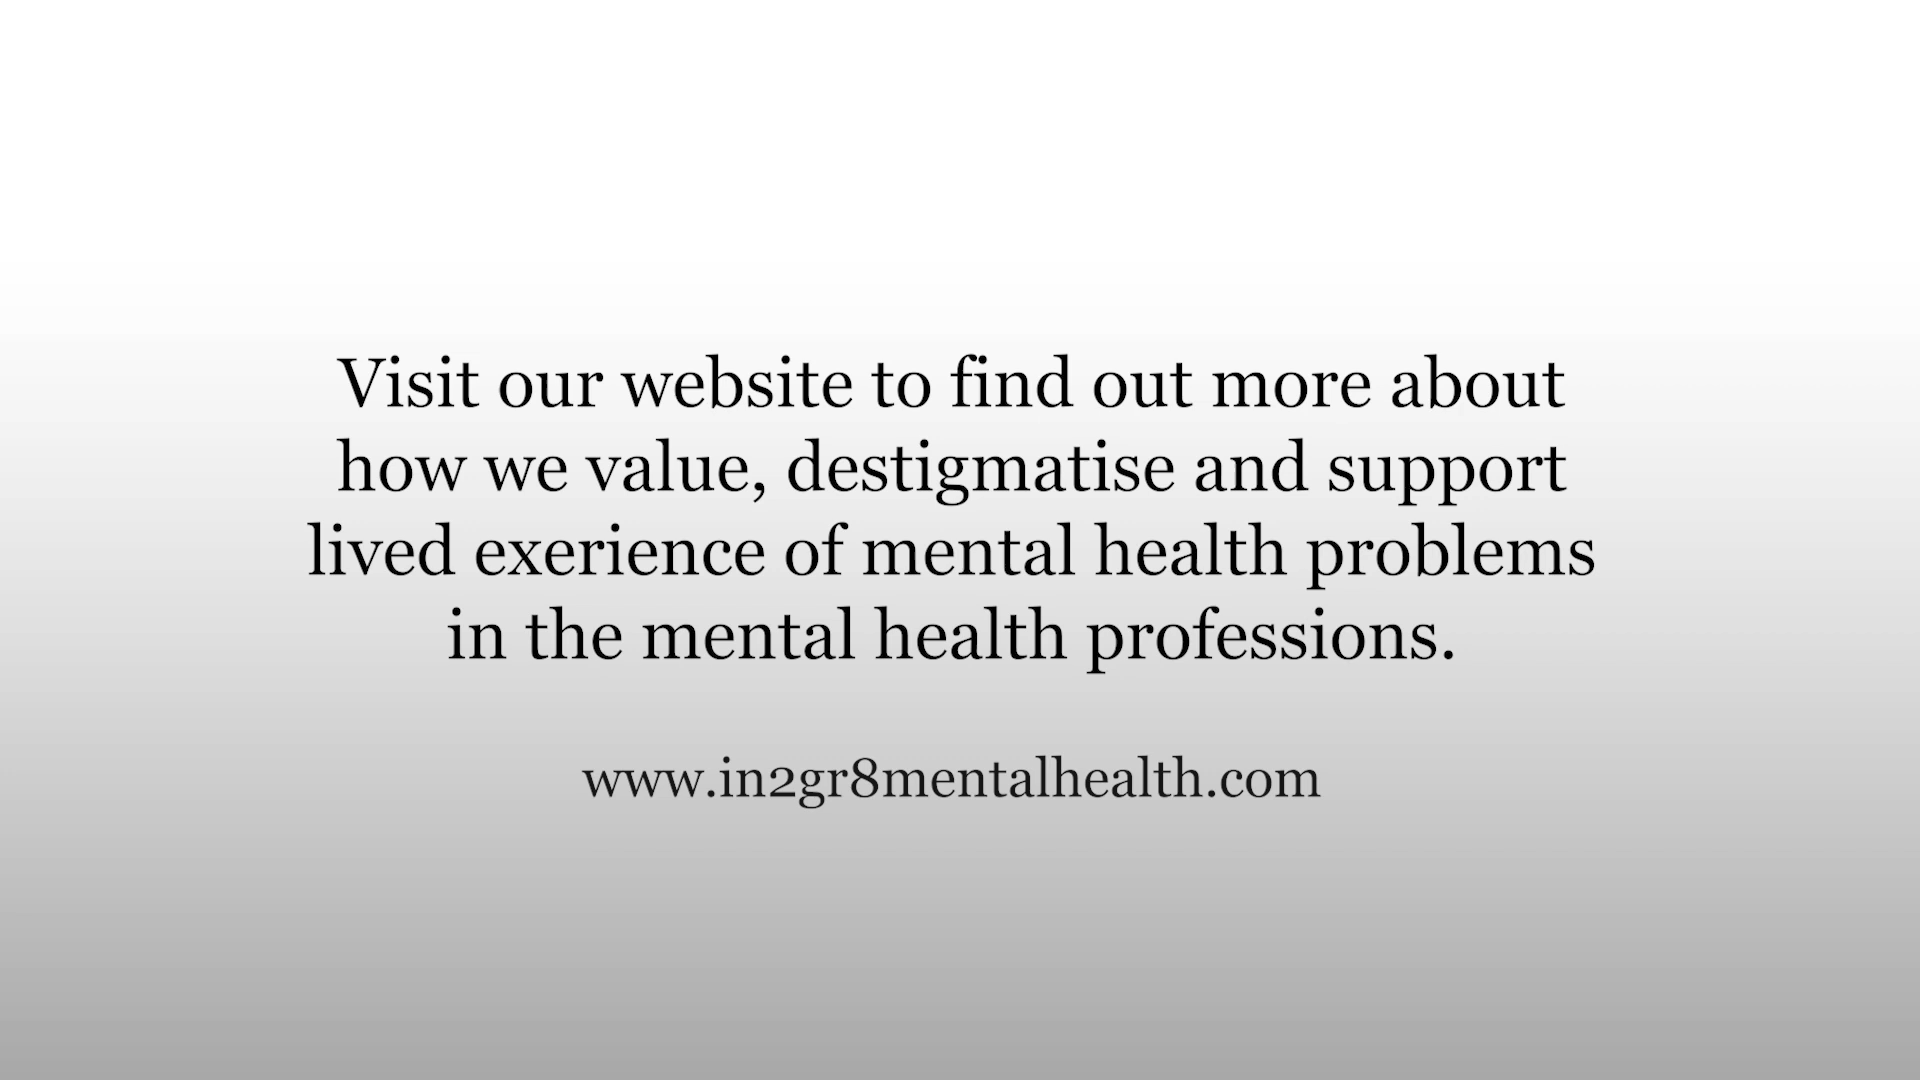 Visit our website to find out more about
how we value, destigmatise and support
lived exerience of mental health problems
in the mental health professions.
www.in2gr8mentalhealth.com